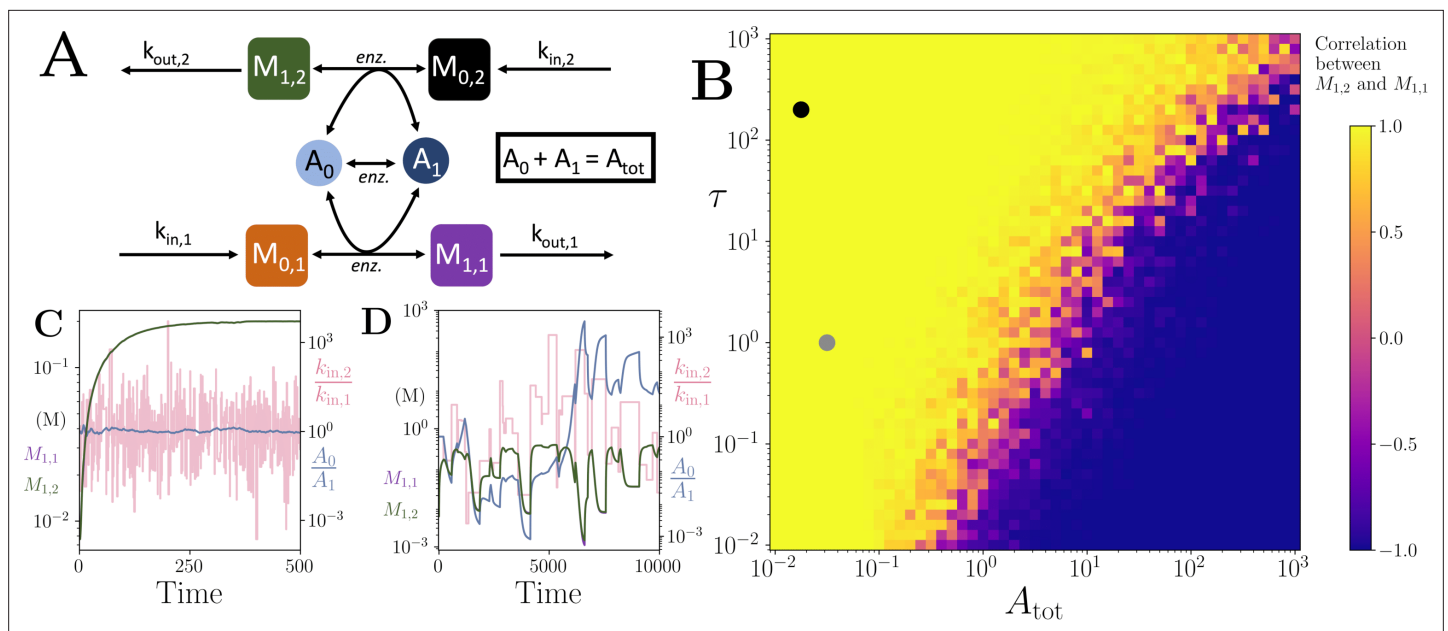 A
k_out,2
M_1,2
enz.
M_0,2
k_in,2
A_0
enz.
A_1
A_0 + A_1 = A_tot
k_in,1
M_0,1
enz.
M_1,1
k_out,1
B
τ
10^3
10^2
10^1
10^0
10^-1
10^-2
10^-2
10^-1
10^0
10^1
10^2
10^3
A_tot
Correlation
between
M_1,2 and M_1,1
1.0
0.5
0.0
−0.5
−1.0
C
10^-1
(M)
M_1,1
M_1,2
10^-2
0
250
500
Time
10^3
10^0
10^-3
k_in,2
k_in,1
A_0
A_1
D
10^3
(M)
10^0
M_1,1
M_1,2
10^-3
0
5000
10000
Time
10^3
10^0
10^-3
k_in,2
k_in,1
A_0
A_1